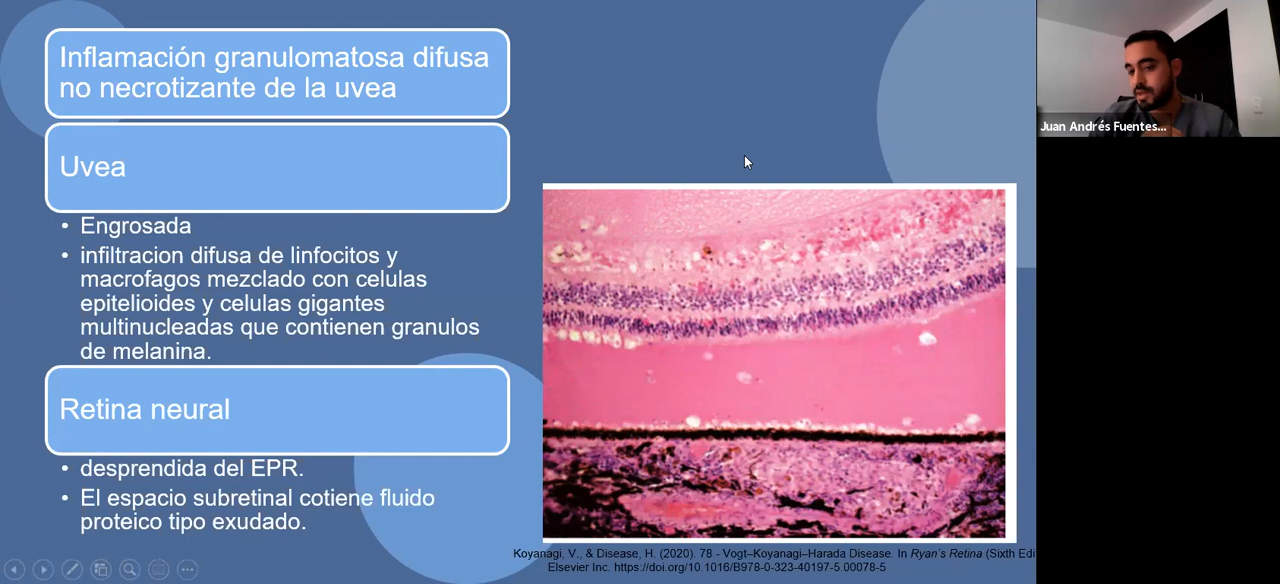 Inflamación granulomatosa difusa
no necrotizante de la uvea
Uvea
• Engrosada
• infiltracion difusa de linfocitos y
macrofagos mezclado con celulas
epitelioides y celulas gigantes
multinucleadas que contienen granulos
de melanina.
Retina neural
• desprendida del EPR.
• El espacio subretinal cotiene fluido
proteico tipo exudado.
Koyanagi, V., & Disease, H. (2020). 78 - Vogt–Koyanagi–Harada Disease. In Ryan's Retina (Sixth Edi
Elsevier Inc. https://doi.org/10.1016/B978-0-323-40197-5.00078-5
Juan Andrés Fuentes...